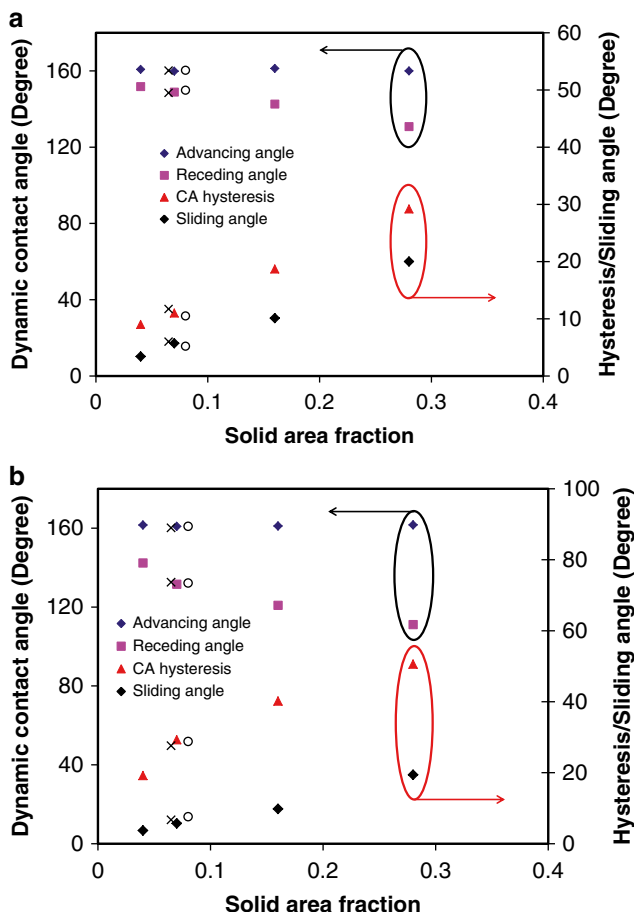 a
Dynamic contact angle (Degree)
160
120
80
40
0
Advancing angle
Receding angle
CA hysteresis
Sliding angle
60
50
40
30
20
10
0
Hysteresis/Sliding angle (Degree)
0 0.1 0.2 0.3 0.4
Solid area fraction
b
Dynamic contact angle (Degree)
160
120
80
40
0
Advancing angle
Receding angle
CA hysteresis
Sliding angle
100
80
60
40
20
0
Hysteresis/Sliding angle (Degree)
0 0.1 0.2 0.3 0.4
Solid area fraction